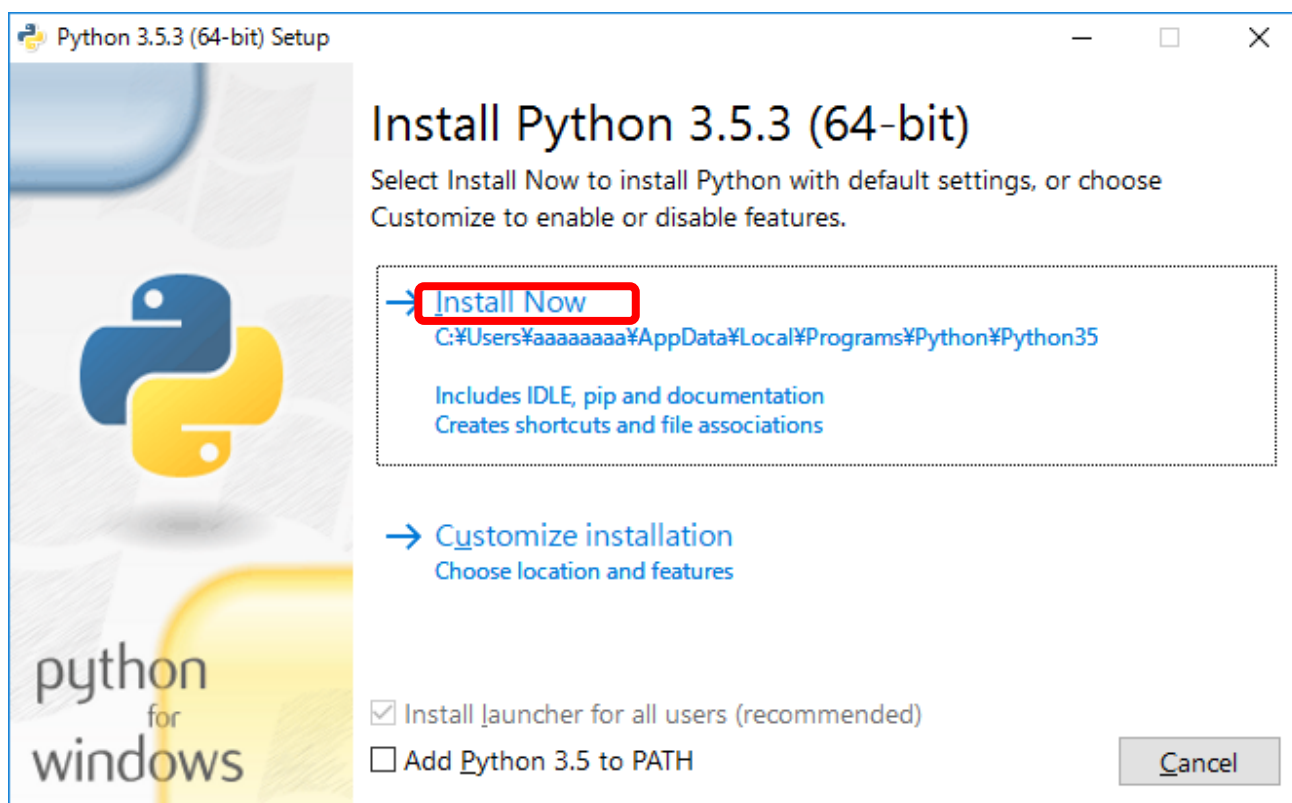 Python 3.5.3 (64-bit) Setup
Install Python 3.5.3 (64-bit)
Select Install Now to install Python with default settings, or choose
Customize to enable or disable features.
Install Now
C:¥Users¥aaaaaaaa¥AppData¥Local¥Programs¥Python¥Python35
Includes IDLE, pip and documentation
Creates shortcuts and file associations
Customize installation
Choose location and features
python
for
windows
Install launcher for all users (recommended)
Add Python 3.5 to PATH
Cancel